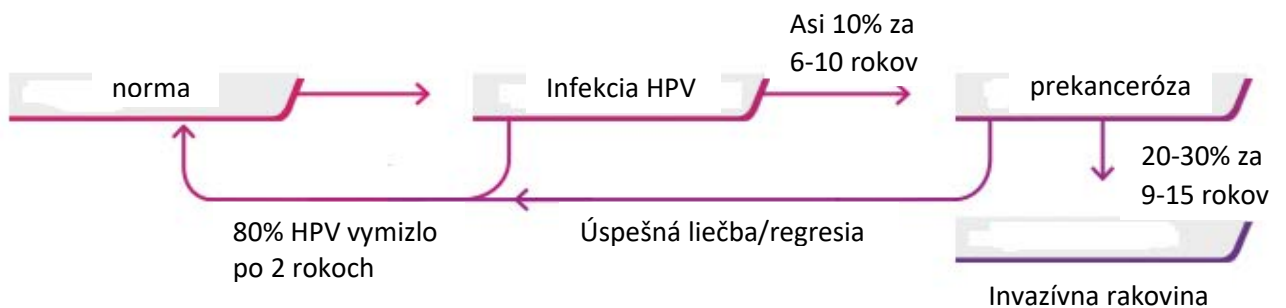 Asi 10% za
6-10 rokov
norma
Infekcia HPV
prekanceróza
20-30% za
9-15 rokov
80% HPV vymizlo
po 2 rokoch
Úspešná liečba/regresia
Invazívna rakovina